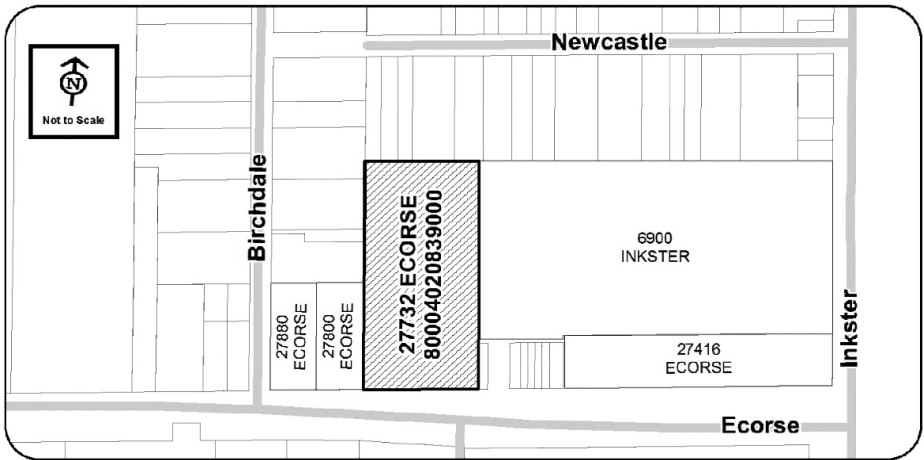 Newcastle
N
Not to Scale
Birchdale
27732 ECORSE
80004020839000
6900
INKSTER
27880
ECORSE
27800
ECORSE
27416
ECORSE
Inkster
Ecorse